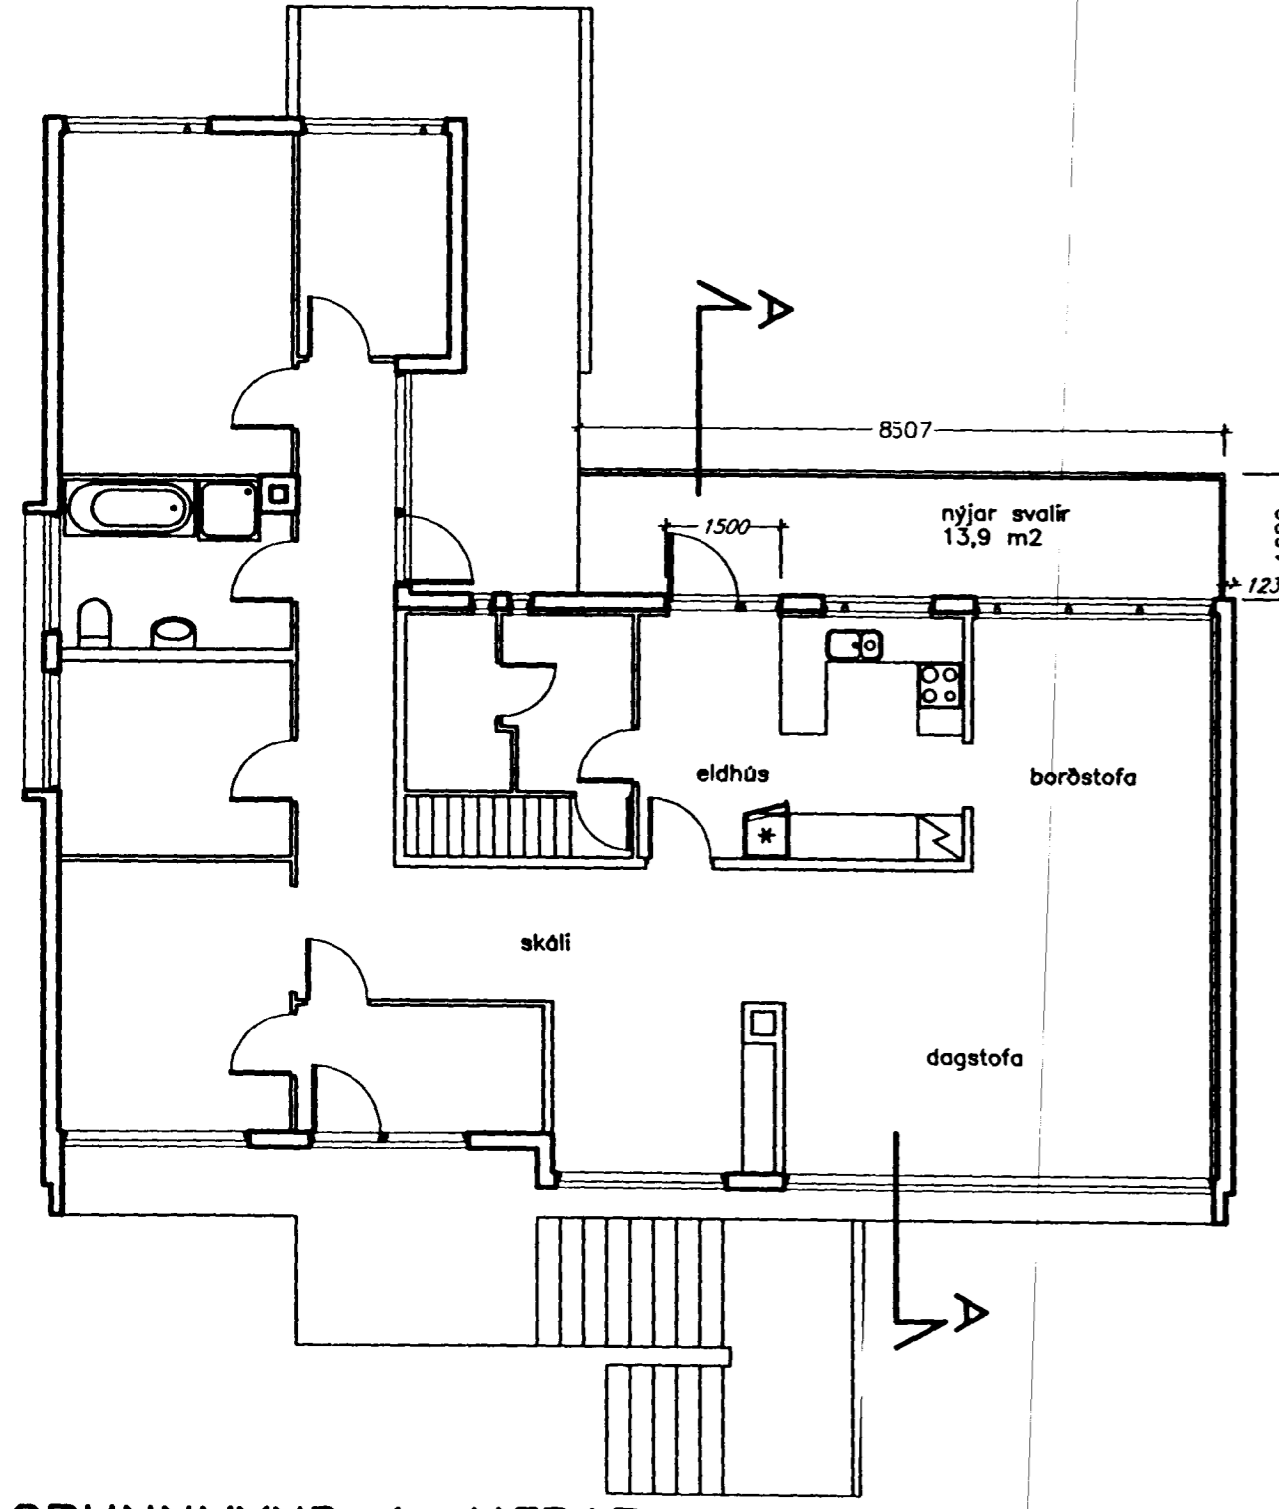 A
8507
1500
nýjar svalir
13,9 m2
123
eldhús
borðstofa
skáli
dagstofa
A